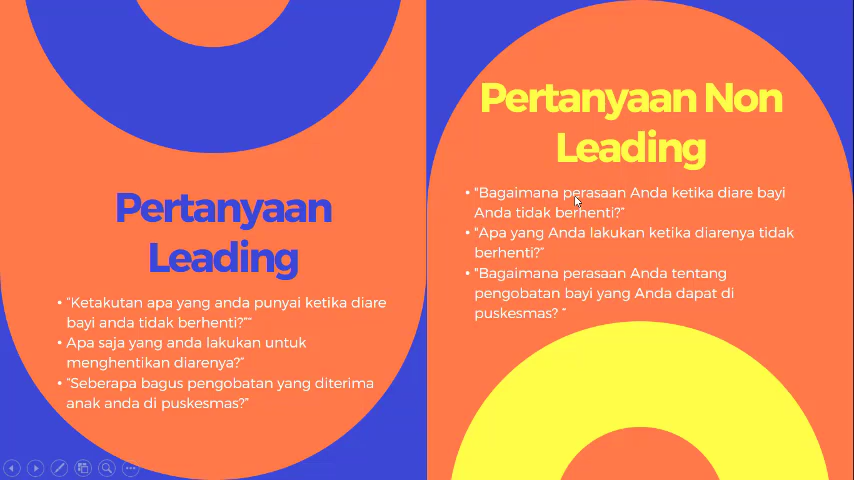 Pertanyaan
Leading
• "Ketakutan apa yang anda punyai ketika diare
bayi anda tidak berhenti?""
• Apa saja yang anda lakukan untuk
menghentikan diarenya?"
• "Seberapa bagus pengobatan yang diterima
anak anda di puskesmas?"
Pertanyaan Non
Leading
• "Bagaimana perasaan Anda ketika diare bayi
Anda tidak berhenti?"
• "Apa yang Anda lakukan ketika diarenya tidak
berhenti?"
• "Bagaimana perasaan Anda tentang
pengobatan bayi yang Anda dapat di
puskesmas? "